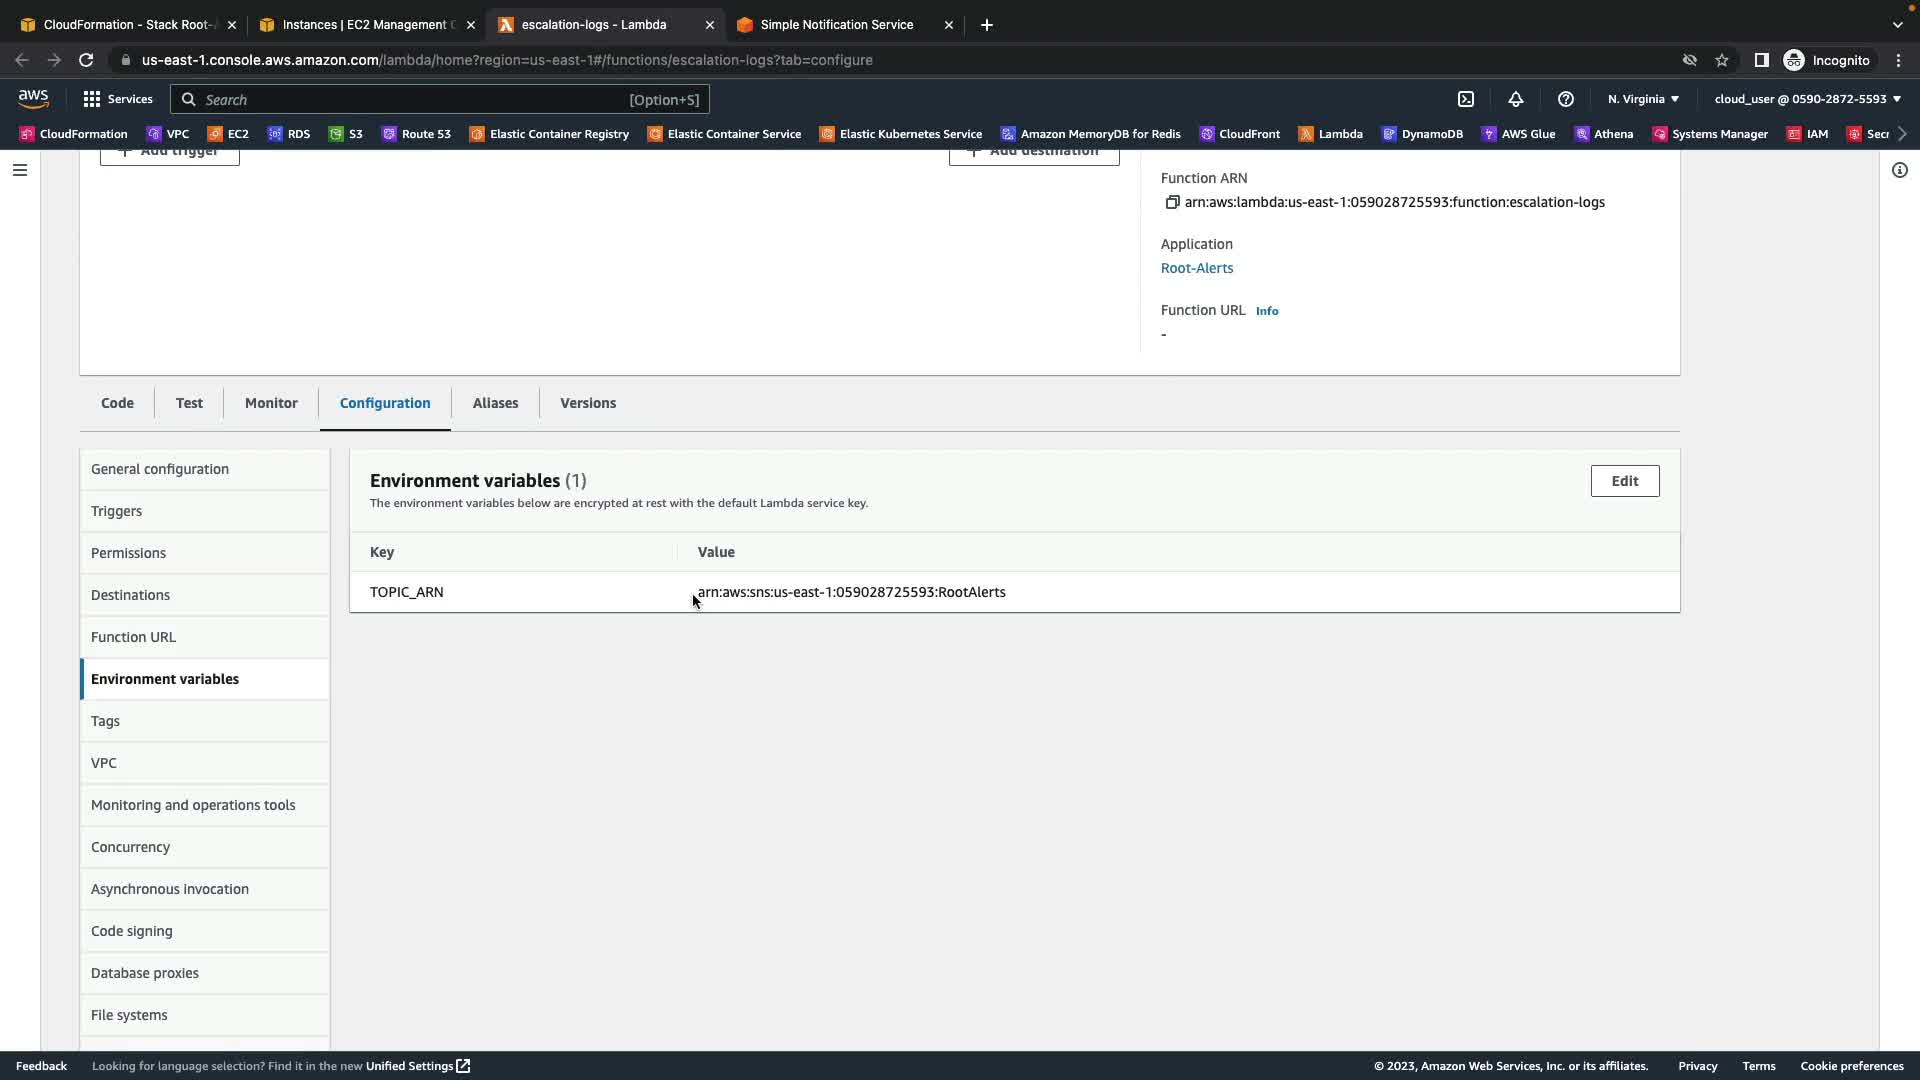 CloudFormation - Stack Root-
Instances | EC2 Management
escalation-logs - Lambda
Simple Notification Service
us-east-1.console.aws.amazon.com/lambda/home?region=us-east-1#/functions/escalation-logs?tab=configure
Incognito
aws
Services
Search
[Option+S]
N. Virginia
cloud_user @ 0590-2872-5593
CloudFormation
VPC
EC2
RDS
S3
Route 53
Elastic Container Registry
Elastic Container Service
Elastic Kubernetes Service
Amazon MemoryDB for Redis
CloudFront
Lambda
DynamoDB
AWS Glue
Athena
Systems Manager
IAM
Secr
Add trigger
Add destination
Function ARN
arn:aws:lambda:us-east-1:059028725593:function:escalation-logs
Application
Root-Alerts
Function URL Info
-
Code
Test
Monitor
Configuration
Aliases
Versions
General configuration
Triggers
Permissions
Destinations
Function URL
Environment variables
Tags
VPC
Monitoring and operations tools
Concurrency
Asynchronous invocation
Code signing
Database proxies
File systems
Environment variables (1)
The environment variables below are encrypted at rest with the default Lambda service key.
Edit
Key
Value
TOPIC_ARN
arn:aws:sns:us-east-1:059028725593:RootAlerts
Feedback
Looking for language selection? Find it in the new Unified Settings
© 2023, Amazon Web Services, Inc. or its affiliates.
Privacy
Terms
Cookie preferences